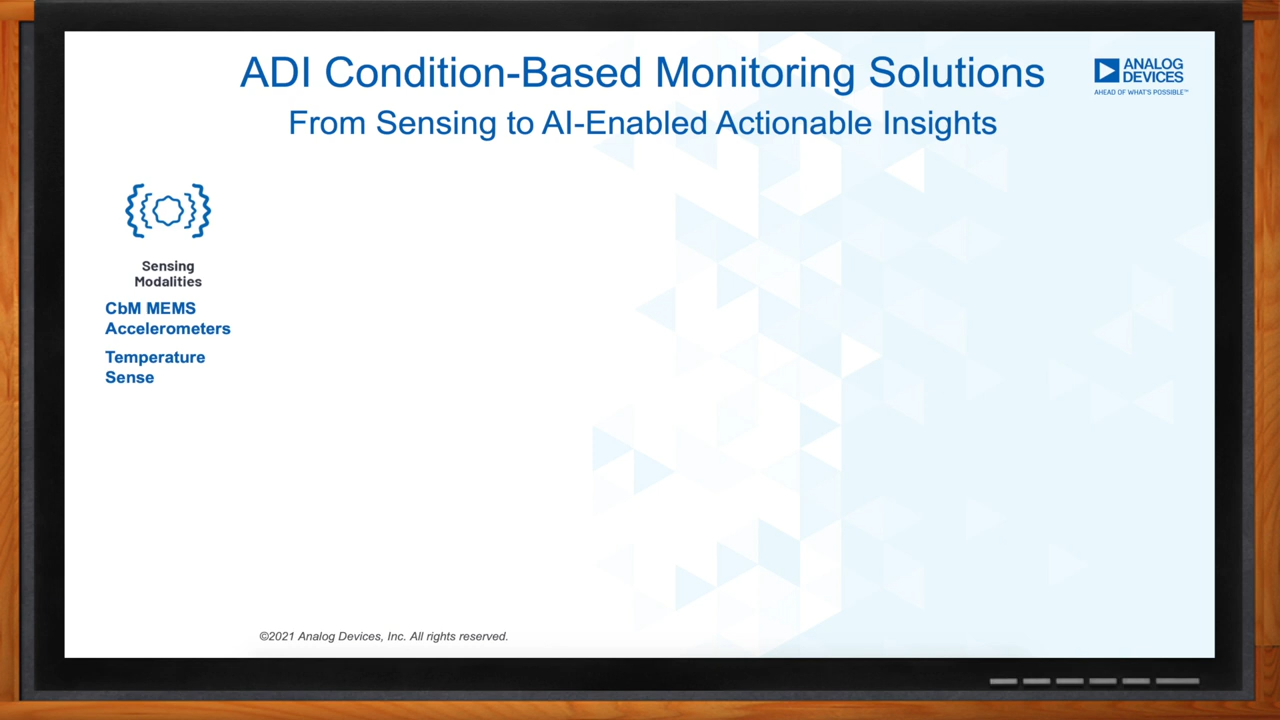 ADI Condition-Based Monitoring Solutions
From Sensing to AI-Enabled Actionable Insights
ANALOG
DEVICES
AHEAD OF WHAT'S POSSIBLE™
Sensing
Modalities
CbM MEMS
Accelerometers
Temperature
Sense
©2021 Analog Devices, Inc. All rights reserved.